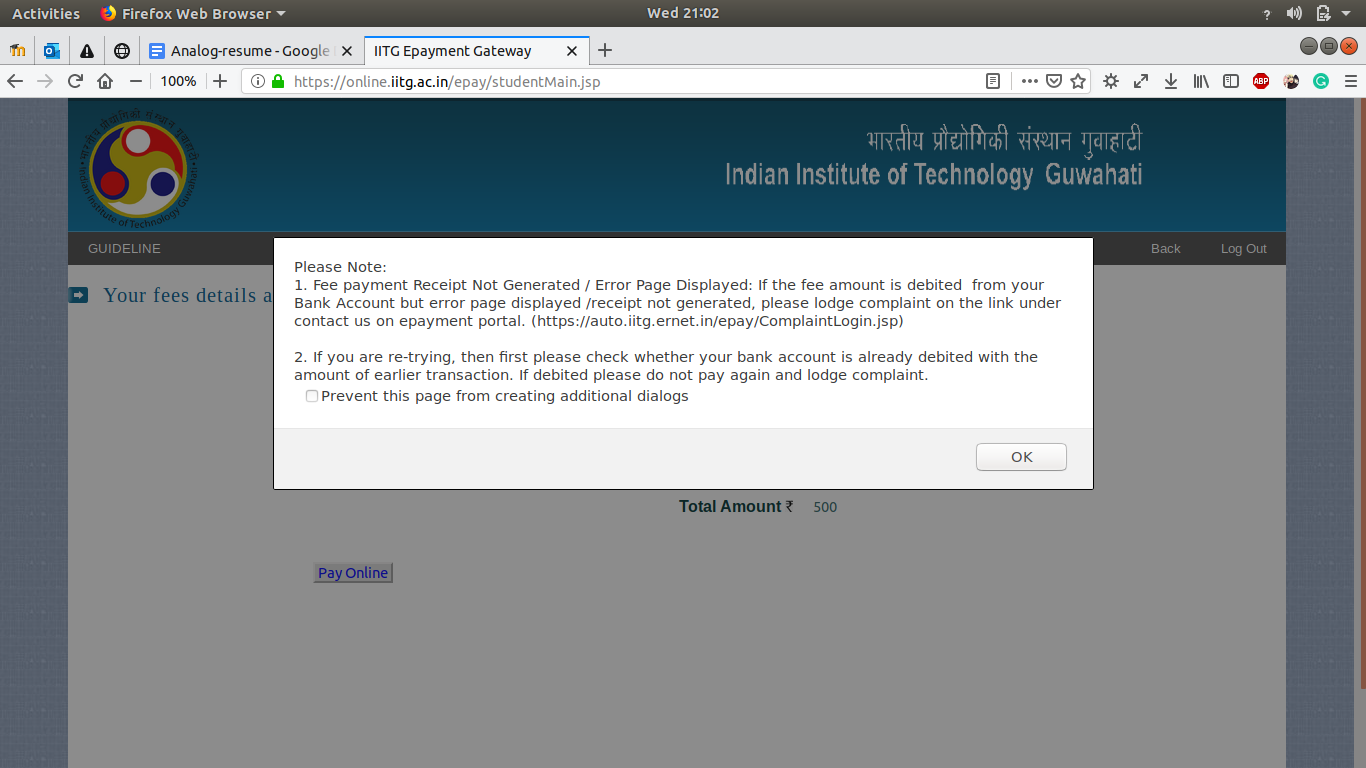 Activities
Firefox Web Browser
Wed 21:02
?
Analog-resume - Google
IITG Epayment Gateway
100%
https://online.iitg.ac.in/epay/studentMain.jsp
ABP
भारतीय प्रौद्योगिकी संस्थान गुवाहाटी
Indian Institute of Technology Guwahati
भारतीय प्रौद्योगिकी संस्थान गुवाहाटी
Indian Institute of Technology Guwahati
GUIDELINE
Back
Log Out
Your fees details a
Please Note:
1. Fee payment Receipt Not Generated / Error Page Displayed: If the fee amount is debited  from your
Bank Account but error page displayed /receipt not generated, please lodge complaint on the link under
contact us on epayment portal. (https://auto.iitg.ernet.in/epay/ComplaintLogin.jsp)
2. If you are re-trying, then first please check whether your bank account is already debited with the
amount of earlier transaction. If debited please do not pay again and lodge complaint.
Prevent this page from creating additional dialogs
OK
Total Amount ₹ 500
Pay Online